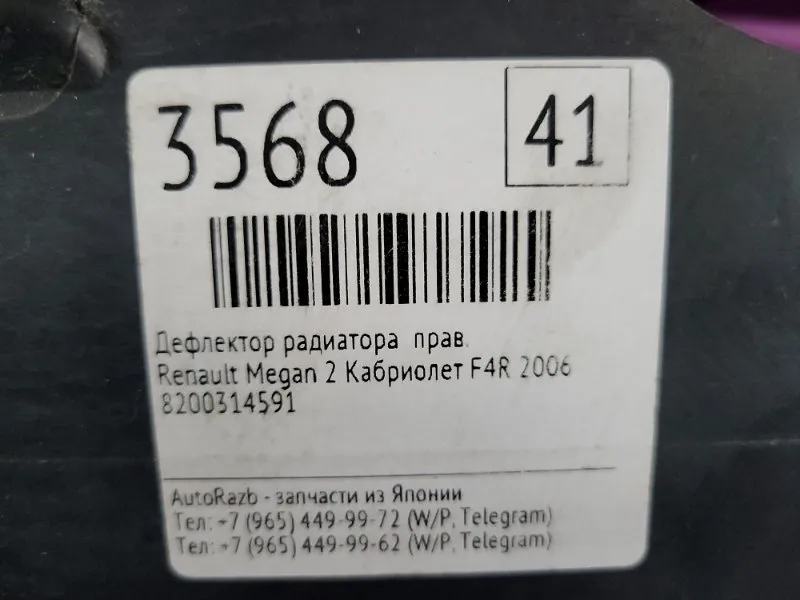 3568
41
Дефлектор радиатора прав.
Renault Megan 2 Кабриолет F4R 2006
8200314591
AutoRazb - запчасти из Японии
Тел: +7 (965) 449-99-72 (W/P, Telegram)
Тел: +7 (965) 449-99-62 (W/P, Telegram)